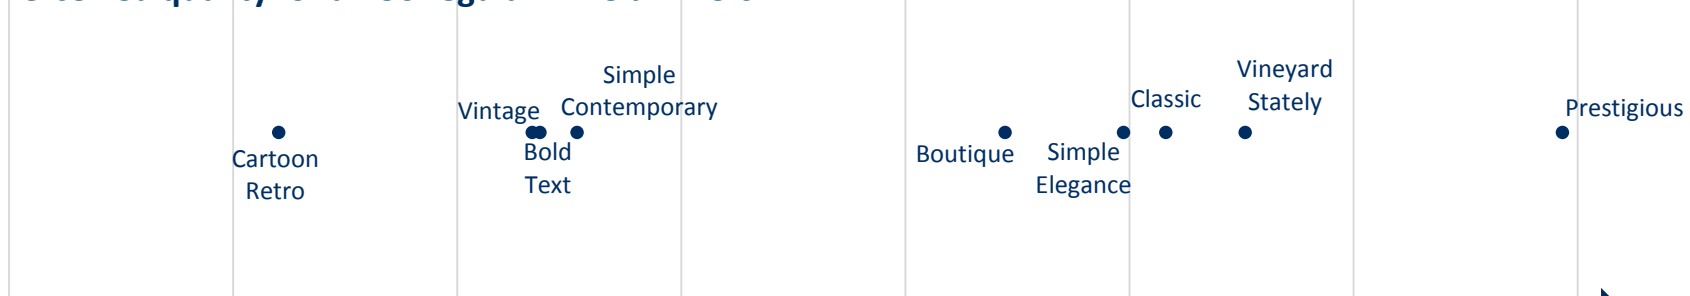 Simple
Contemporary
Vintage
Cartoon
Retro
Bold
Text
Boutique
Simple
Elegance
Classic
Vineyard
Stately
Prestigious